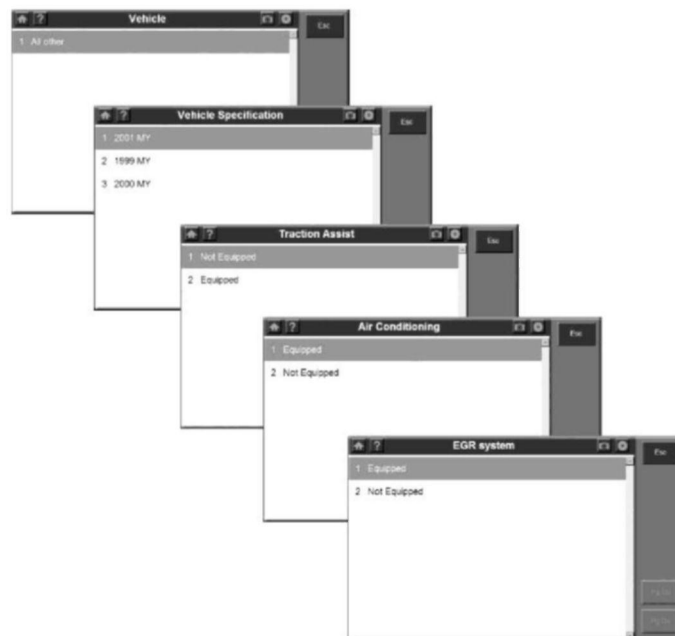 ? Vehicle Esc
1 All other
? Vehicle Specification Esc
1 2001 MY
2 1999 MY
3 2000 MY
? Traction Assist Esc
1 Not Equipped
2 Equipped
? Air Conditioning Esc
1 Equipped
2 Not Equipped
? EGR system Esc
1 Equipped
2 Not Equipped